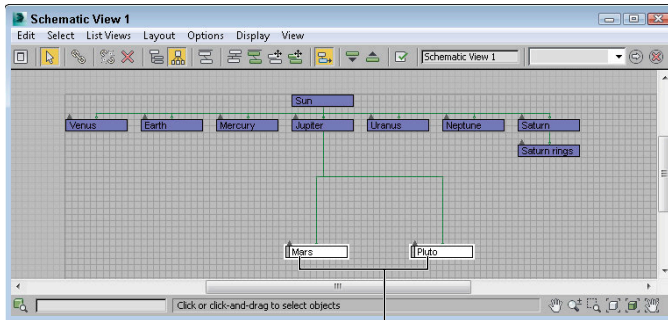 Schematic View 1
Edit Select List Views Layout Options Display View
Schematic View 1
Sun
Venus Earth Mercury Jupiter Uranus Neptune Saturn
Saturn rings
Mars Pluto
Click or click-and-drag to select objects